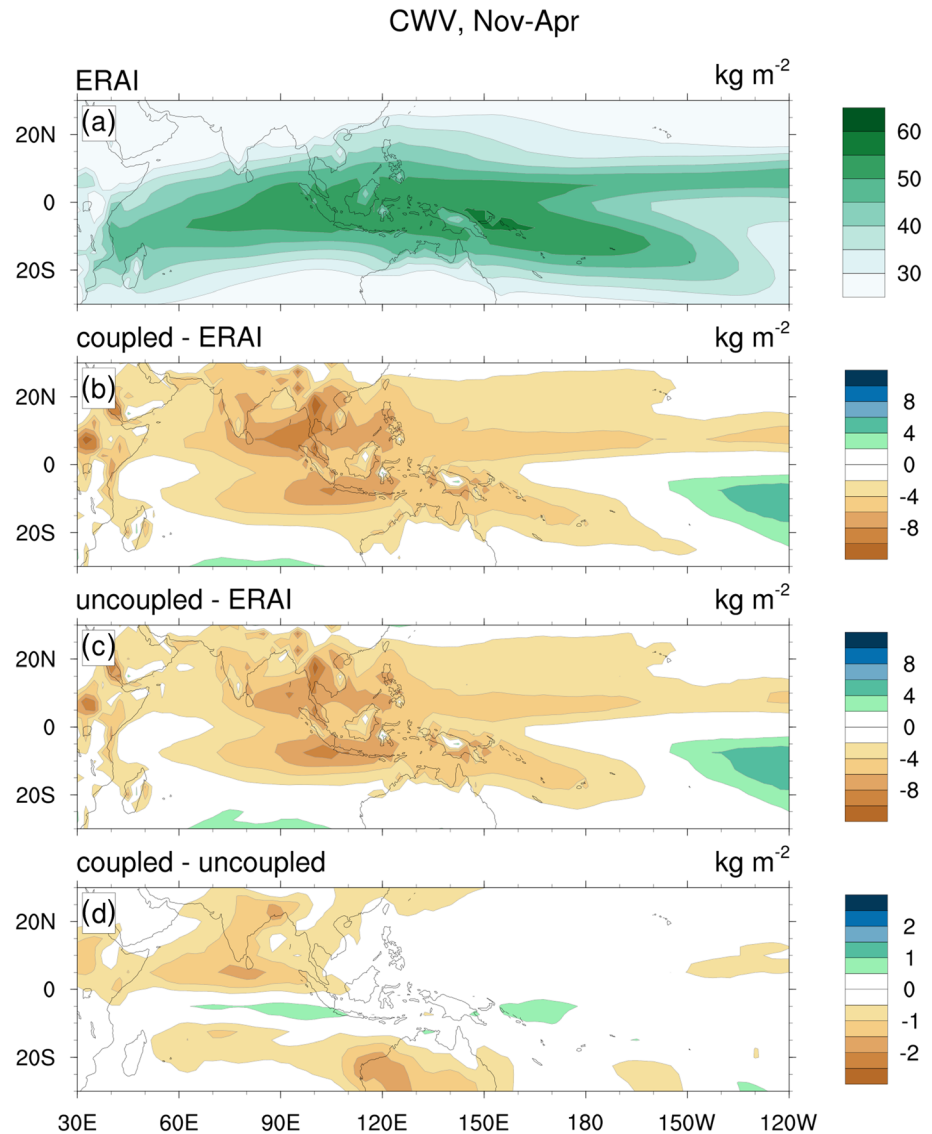 CWV, Nov-Apr
ERAI kg m-2
(a)
20N
0
20S
60
50
40
30
coupled - ERAI kg m-2
(b)
20N
0
20S
8
4
0
-4
-8
uncoupled - ERAI kg m-2
(c)
20N
0
20S
8
4
0
-4
-8
coupled - uncoupled kg m-2
(d)
20N
0
20S
2
1
0
-1
-2
30E 60E 90E 120E 150E 180 150W 120W